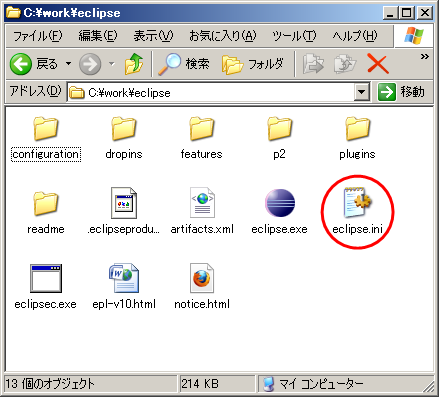 C:¥work¥eclipse
ファイル(F) 編集(E) 表示(V) お気に入り(A) ツール(T) ヘルプ(H)
戻る 検索 フォルダ
アドレス(D) C:¥work¥eclipse 移動
configuration dropins features p2 plugins
readme .eclipseprodu... artifacts.xml eclipse.exe eclipse.ini
eclipsec.exe epl-v10.html notice.html
13 個のオブジェクト 214 KB マイ コンピューター